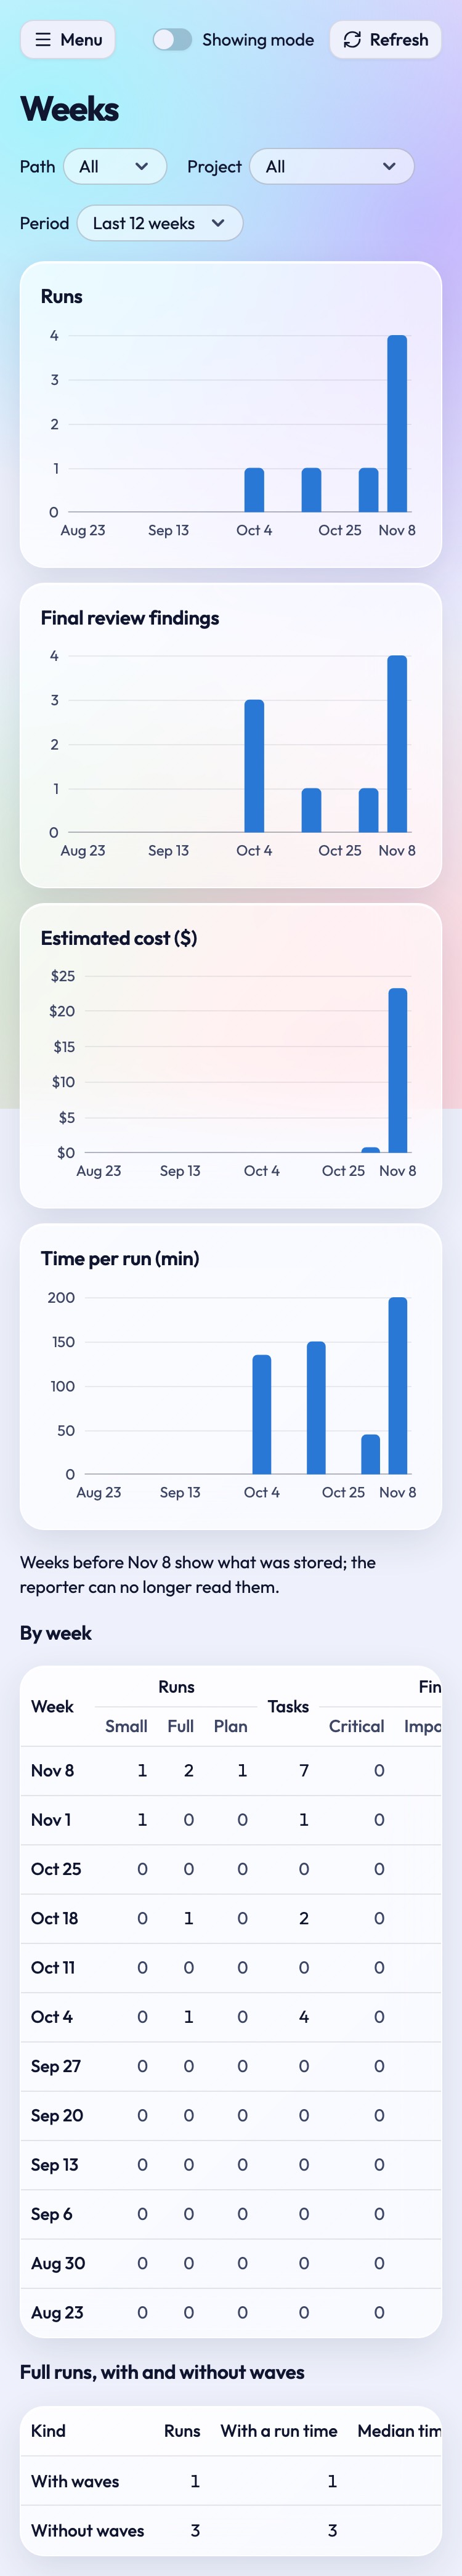 Menu Showing mode Refresh
Weeks
Path All Project All
Period Last 12 weeks
Runs
4
3
2
1
0
Aug 23 Sep 13 Oct 4 Oct 25 Nov 8
Final review findings
4
3
2
1
0
Aug 23 Sep 13 Oct 4 Oct 25 Nov 8
Estimated cost ($)
$25
$20
$15
$10
$5
$0
Aug 23 Sep 13 Oct 4 Oct 25 Nov 8
Time per run (min)
200
150
100
50
0
Aug 23 Sep 13 Oct 4 Oct 25 Nov 8
Weeks before Nov 8 show what was stored; the
reporter can no longer read them.
By week
Week Runs Tasks Fin
Small Full Plan Critical Impo
Nov 8 1 2 1 7 0
Nov 1 1 0 0 1 0
Oct 25 0 0 0 0 0
Oct 18 0 1 0 2 0
Oct 11 0 0 0 0 0
Oct 4 0 1 0 4 0
Sep 27 0 0 0 0 0
Sep 20 0 0 0 0 0
Sep 13 0 0 0 0 0
Sep 6 0 0 0 0 0
Aug 30 0 0 0 0 0
Aug 23 0 0 0 0 0
Full runs, with and without waves
Kind Runs With a run time Median tim
With waves 1 1
Without waves 3 3